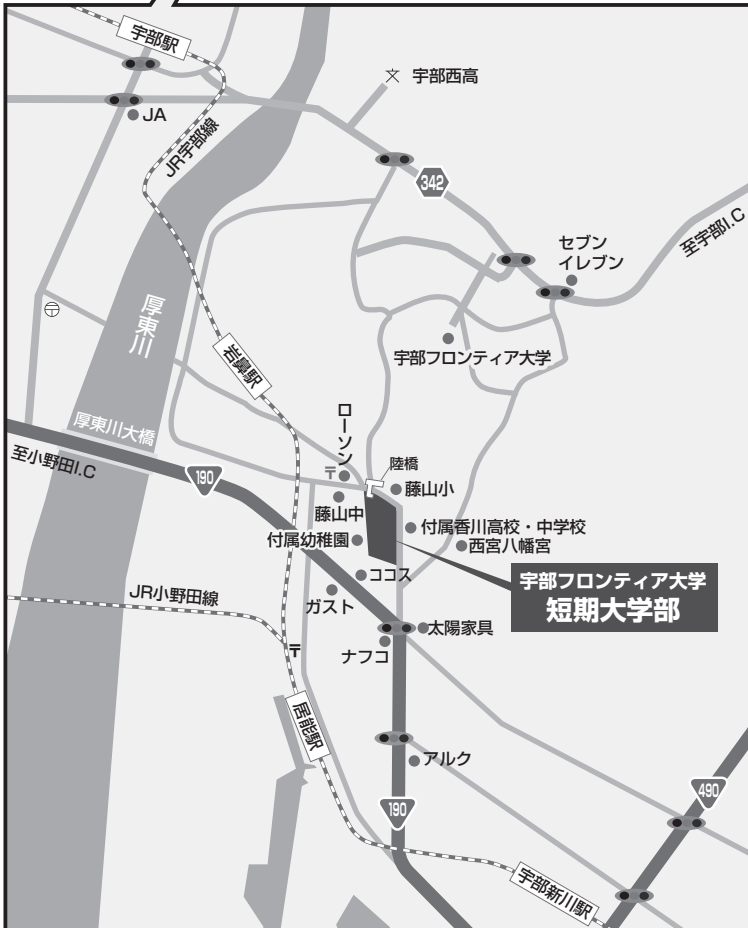 宇部駅
宇部西高
JA
JR宇部線
342
セブン
イレブン
至宇部I.C
厚東川
岩鼻駅
宇部フロンティア大学
ローソン
厚東川大橋
至小野田I.C
190
〒
陸橋
藤山小
藤山中
付属香川高校・中学校
付属幼稚園
西宮八幡宮
ココス
宇部フロンティア大学
短期大学部
JR小野田線
ガスト
太陽家具
ナフコ
〒
居能駅
アルク
490
190
宇部新川駅